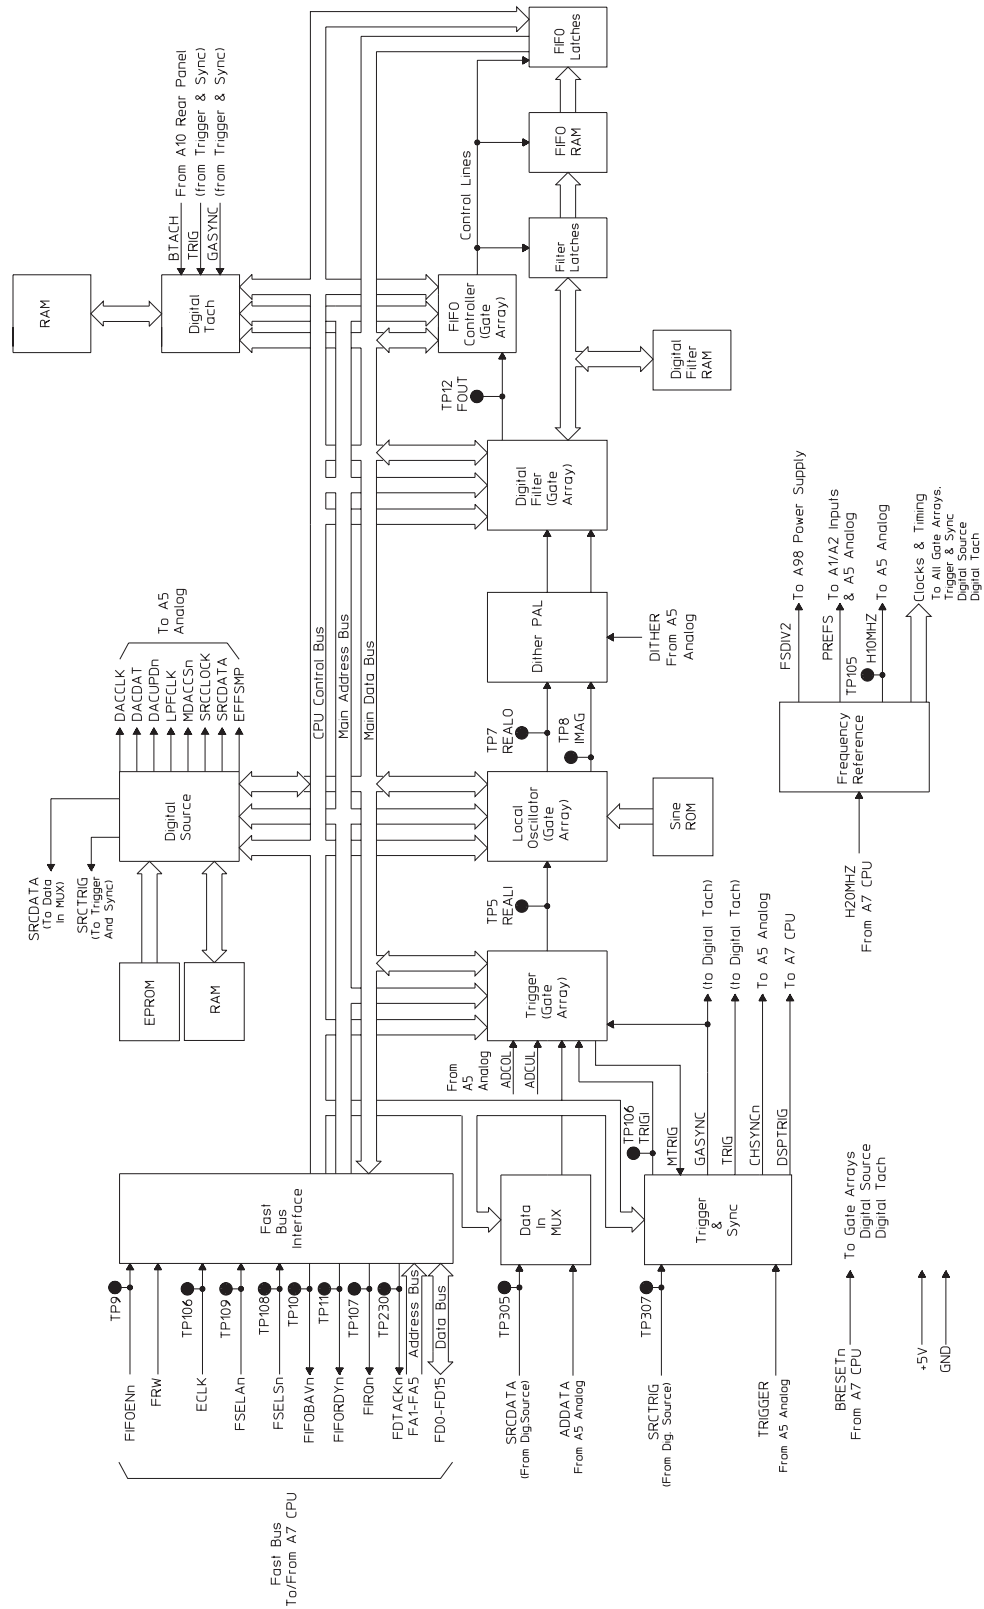 Fast Bus
To/From A7 CPU
FIFOENn
FRW
ECLK
FSELAn
FSELSn
FIFOBAVn
FIFORDYn
FIRQn
FDTACKn
FA1-FA5
FD0-FD15
TP9
TP106
TP109
TP108
TP10
TP11
TP107
TP230
Address Bus
Data Bus
Fast
Bus
Interface
SRCDATA
(From Dig.Source)
ADDATA
From A5 Analog
TP305
Data
In
MUX
SRCTRIG
(From Dig. Source)
TRIGGER
From A5 Analog
TP307
Trigger
&
Sync
TP106
TRIGI
MTRIG
GASYNC
TRIG
CHSYNCn
DSPTRIG
(to Digital Tach)
(to Digital Tach)
To A5 Analog
To A7 CPU
BRESETn
From A7 CPU
To Gate Arrays
Digital Source
Digital Tach
+5V
GND
From
A5
Analog
ADCOL
ADCUL
Trigger
(Gate
Array)
TP5
REALI
EPROM
RAM
SRCDATA
(To Data
In MUX)
SRCTRIG
(To Trigger
And Sync)
Digital
Source
DACCLK
DACDAT
DACUPDn
LPFCLK
MDACCSn
SRCCLOCK
SRCDATA
EFFSMP
To A5
Analog
Local
Oscillator
(Gate
Array)
Sine
ROM
TP7
REALO
TP8
IMAG
CPU Control Bus
Main Address Bus
Main Data Bus
Dither PAL
DITHER
From A5
Analog
Digital
Filter
(Gate
Array)
TP12
FOUT
H20MHZ
From A7 CPU
Frequency
Reference
FSDIV2
PREFS
TP105
H10MHZ
To A98 Power Supply
To A1/A2 Inputs
& A5 Analog
To A5 Analog
Clocks & Timing
To All Gate Arrays.
Trigger & Sync
Digital Source
Digital Tach
RAM
Digital
Tach
BTACH
TRIG
GASYNC
From A10 Rear Panel
(from Trigger & Sync)
(from Trigger & Sync)
FIFO
Controller
(Gate
Array)
Digital
Filter
RAM
Control Lines
Filter
Latches
FIFO
RAM
FIFO
Latches